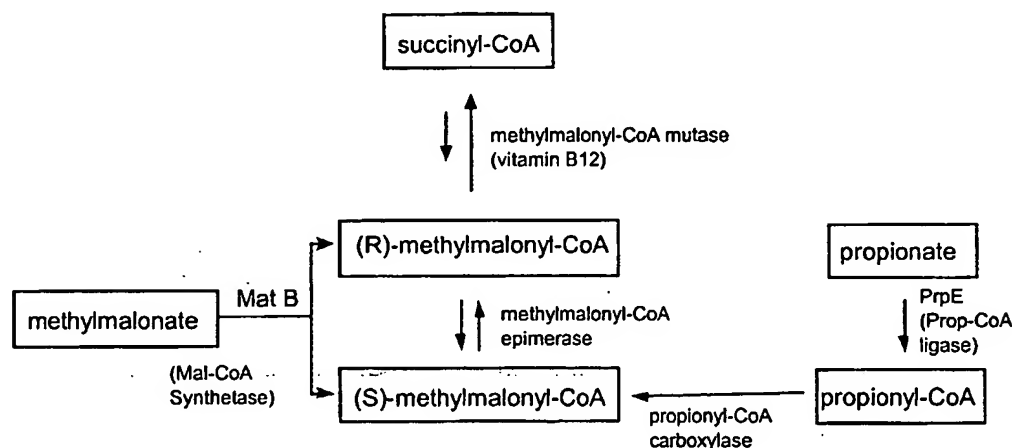 succinyl-CoA
methylmalonyl-CoA mutase
(vitamin B12)
(R)-methylmalonyl-CoA
propionate
Mat B
methylmalonate
methylmalonyl-CoA
epimerase
PrpE
(Prop-CoA
ligase)
(Mal-CoA
Synthetase)
(S)-methylmalonyl-CoA
propionyl-CoA
propionyl-CoA
carboxylase